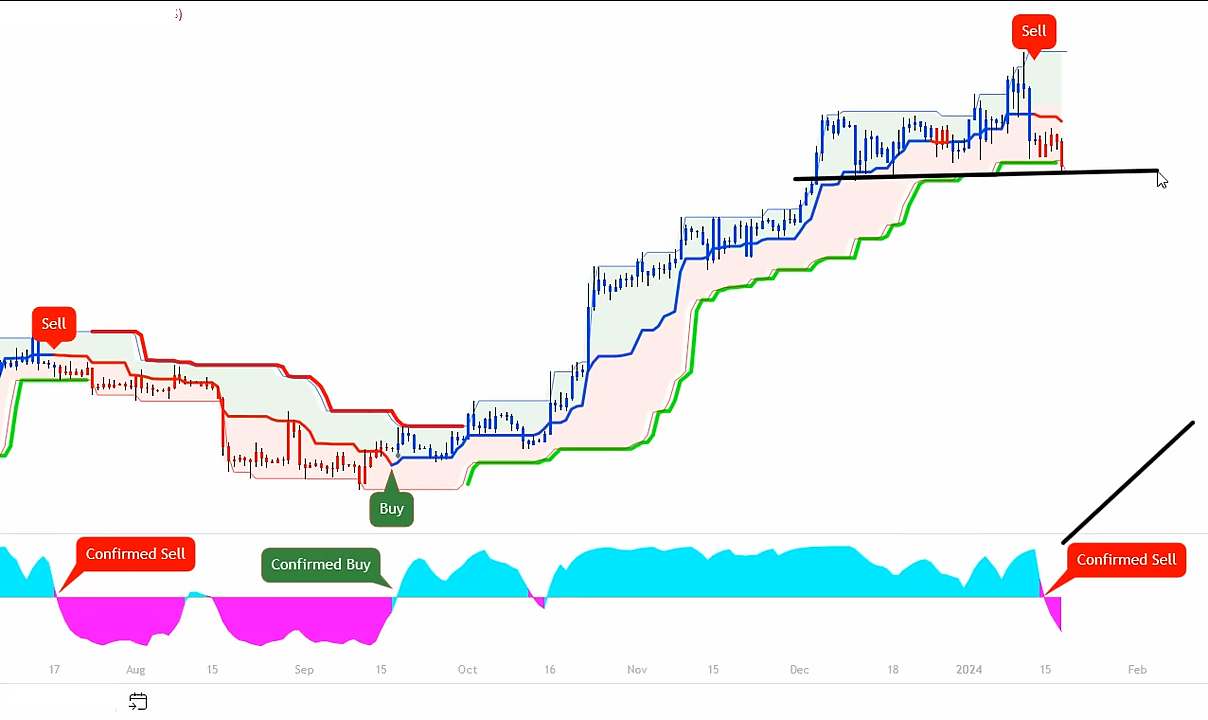 s)
Sell
Sell
Buy
Confirmed Sell
Confirmed Buy
Confirmed Sell
17 Aug 15 Sep 15 Oct 16 Nov 15 Dec 18 2024 15 Feb